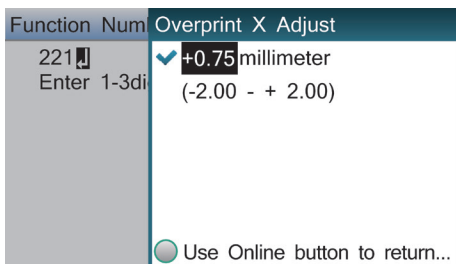 Function Num
221
Enter 1-3di
Overprint X Adjust
+0.75 millimeter
(-2.00 - + 2.00)
Use Online button to return...